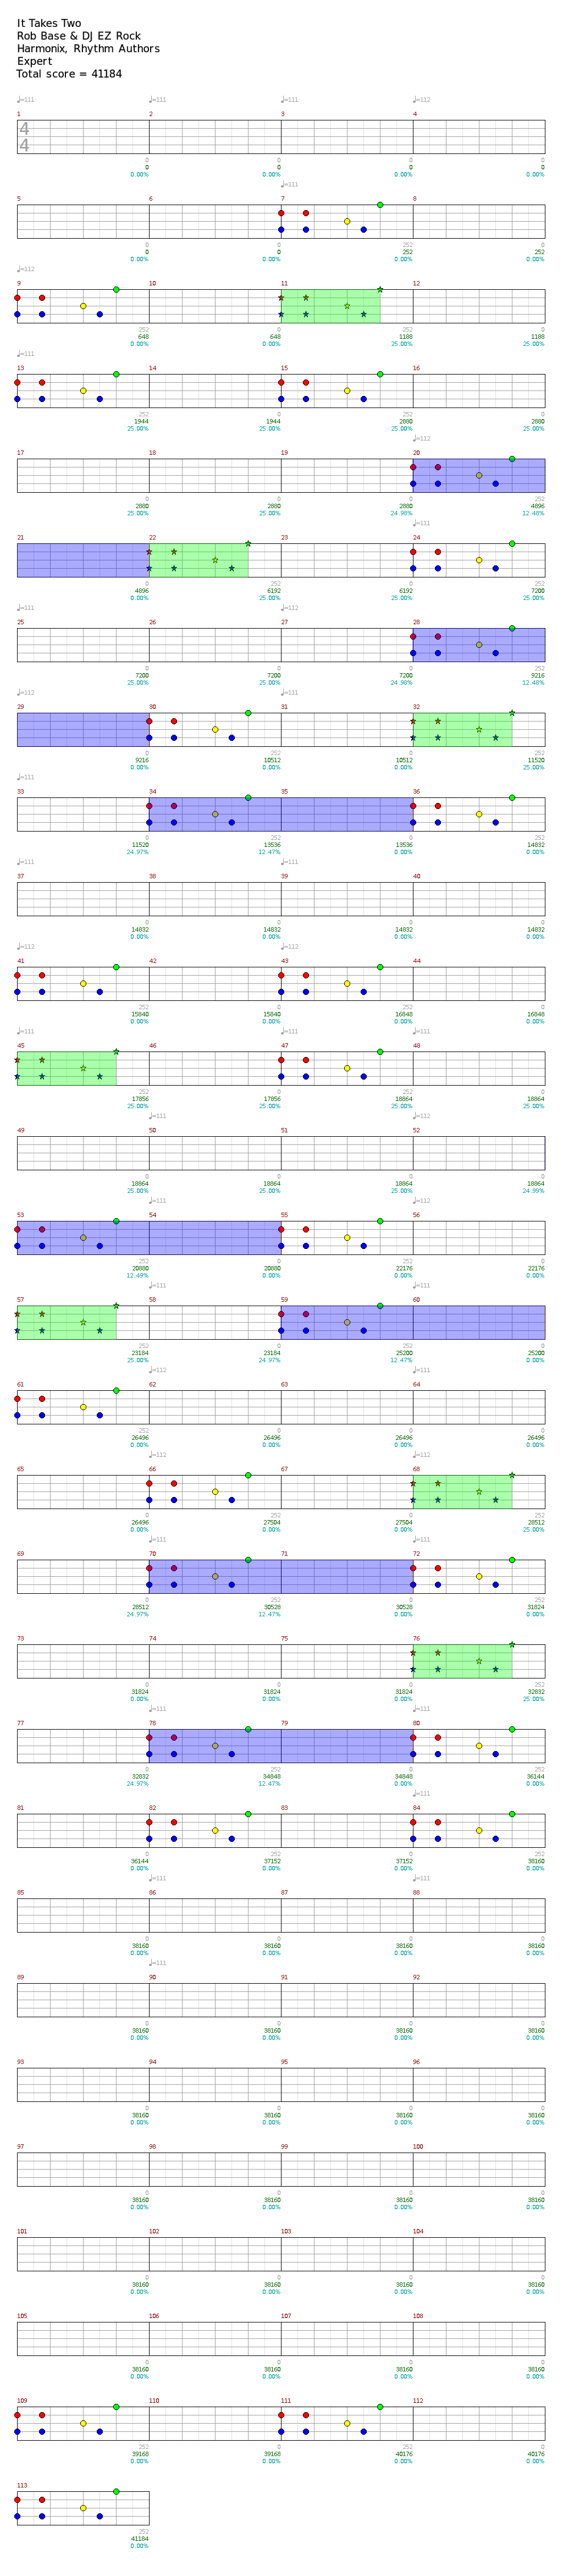 It Takes Two
Rob Base & DJ EZ Rock
Harmonix, Rhythm Authors
Expert
Total score = 41184
♩=111 ♩=111 ♩=111 ♩=112
1 2 3 4
4
4
0 0 0 0
0 0 0 0
0.00% 0.00% 0.00% 0.00%
♩=111
5 6 7 8
0 0 252 0
0 0 252 252
0.00% 0.00% 0.00% 0.00%
♩=112
9 10 11 12
252 0 252 0
648 648 1188 1188
0.00% 0.00% 25.00% 25.00%
♩=111
13 14 15 16
252 0 252 0
1944 1944 2880 2880
25.00% 25.00% 25.00% 25.00%
♩=112
17 18 19 20
0 0 0 252
2880 2880 2880 4896
25.00% 25.00% 24.98% 12.48%
♩=111
21 22 23 24
0 252 0 252
4896 6192 6192 7200
0.00% 25.00% 25.00% 25.00%
♩=111 ♩=112
25 26 27 28
0 0 0 252
7200 7200 7200 9216
25.00% 25.00% 24.98% 12.48%
♩=112 ♩=111
29 30 31 32
0 252 0 252
9216 10512 10512 11520
0.00% 0.00% 0.00% 25.00%
♩=111
33 34 35 36
0 252 0 252
11520 13536 13536 14832
24.97% 12.47% 0.00% 0.00%
♩=111 ♩=111
37 38 39 40
0 0 0 0
14832 14832 14832 14832
0.00% 0.00% 0.00% 0.00%
♩=112 ♩=112
41 42 43 44
252 0 252 0
15840 15840 16848 16848
0.00% 0.00% 0.00% 0.00%
♩=111 ♩=111 ♩=111
45 46 47 48
252 0 252 0
17856 17856 18864 18864
25.00% 25.00% 25.00% 25.00%
♩=111 ♩=112
49 50 51 52
0 0 0 0
18864 18864 18864 18864
25.00% 25.00% 25.00% 24.99%
♩=111 ♩=112
53 54 55 56
252 0 252 0
20880 20880 22176 22176
12.49% 0.00% 0.00% 0.00%
♩=111 ♩=111
57 58 59 60
252 0 252 0
23184 23184 25200 25200
25.00% 24.97% 12.47% 0.00%
♩=112
61 62 63 64
252 0 0 0
26496 26496 26496 26496
0.00% 0.00% 0.00% 0.00%
♩=112 ♩=112
65 66 67 68
0 252 0 252
26496 27504 27504 28512
0.00% 0.00% 0.00% 25.00%
♩=111 ♩=111
69 70 71 72
0 252 0 252
28512 30528 30528 31824
24.97% 12.47% 0.00% 0.00%
♩=111
73 74 75 76
0 0 0 252
31824 31824 31824 32832
0.00% 0.00% 0.00% 25.00%
♩=111 ♩=111
77 78 79 80
0 252 0 252
32832 34848 34848 36144
24.97% 12.47% 0.00% 0.00%
♩=111
81 82 83 84
0 252 0 252
36144 37152 37152 38160
0.00% 0.00% 0.00% 0.00%
♩=111 ♩=111
85 86 87 88
0 0 0 0
38160 38160 38160 38160
0.00% 0.00% 0.00% 0.00%
♩=111
89 90 91 92
0 0 0 0
38160 38160 38160 38160
0.00% 0.00% 0.00% 0.00%
93 94 95 96
0 0 0 0
38160 38160 38160 38160
0.00% 0.00% 0.00% 0.00%
97 98 99 100
0 0 0 0
38160 38160 38160 38160
0.00% 0.00% 0.00% 0.00%
101 102 103 104
0 0 0 0
38160 38160 38160 38160
0.00% 0.00% 0.00% 0.00%
105 106 107 108
0 0 0 0
38160 38160 38160 38160
0.00% 0.00% 0.00% 0.00%
109 110 111 112
252 0 252 0
39168 39168 40176 40176
0.00% 0.00% 0.00% 0.00%
113
252
41184
0.00%